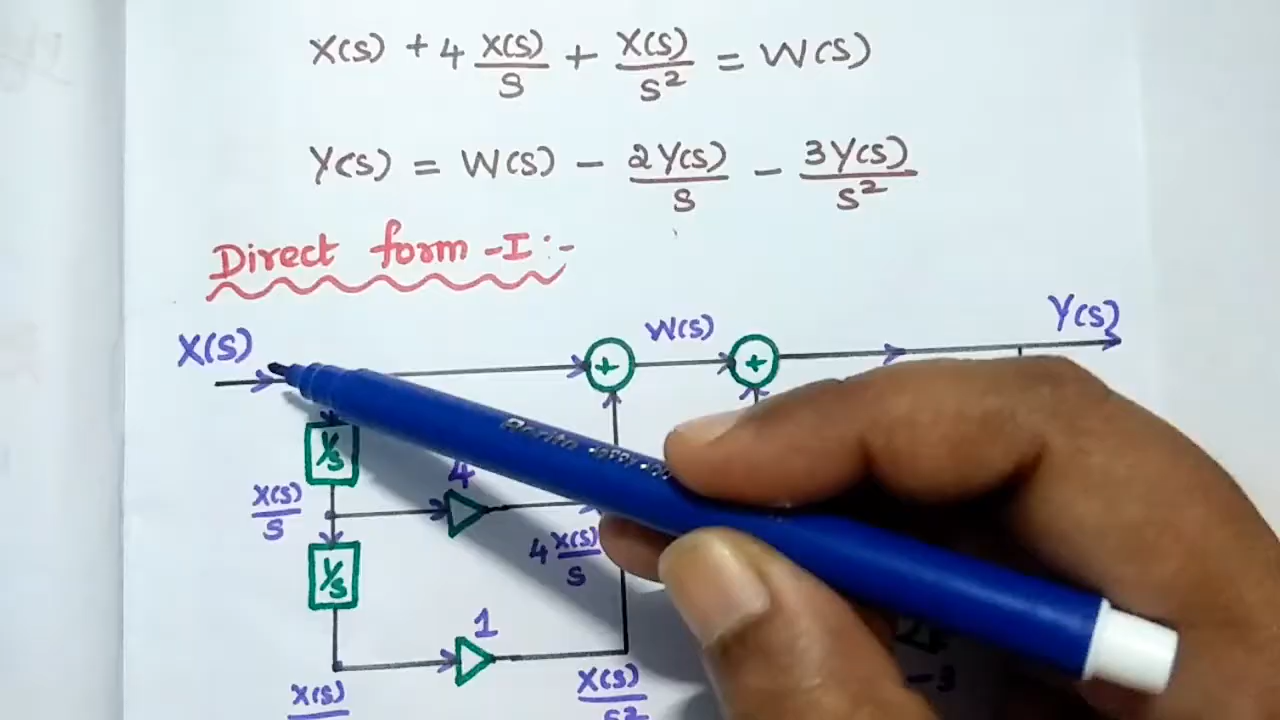 X(s) + 4 X(s)/s + X(s)/s² = W(s)
Y(s) = W(s) − 2Y(s)/s − 3Y(s)/s²
Direct form -I :-
X(s)
W(s)
Y(s)
+
+
1/s
4
X(s)/s
4 X(s)/s
1/s
1
X(s)
X(s)/s²